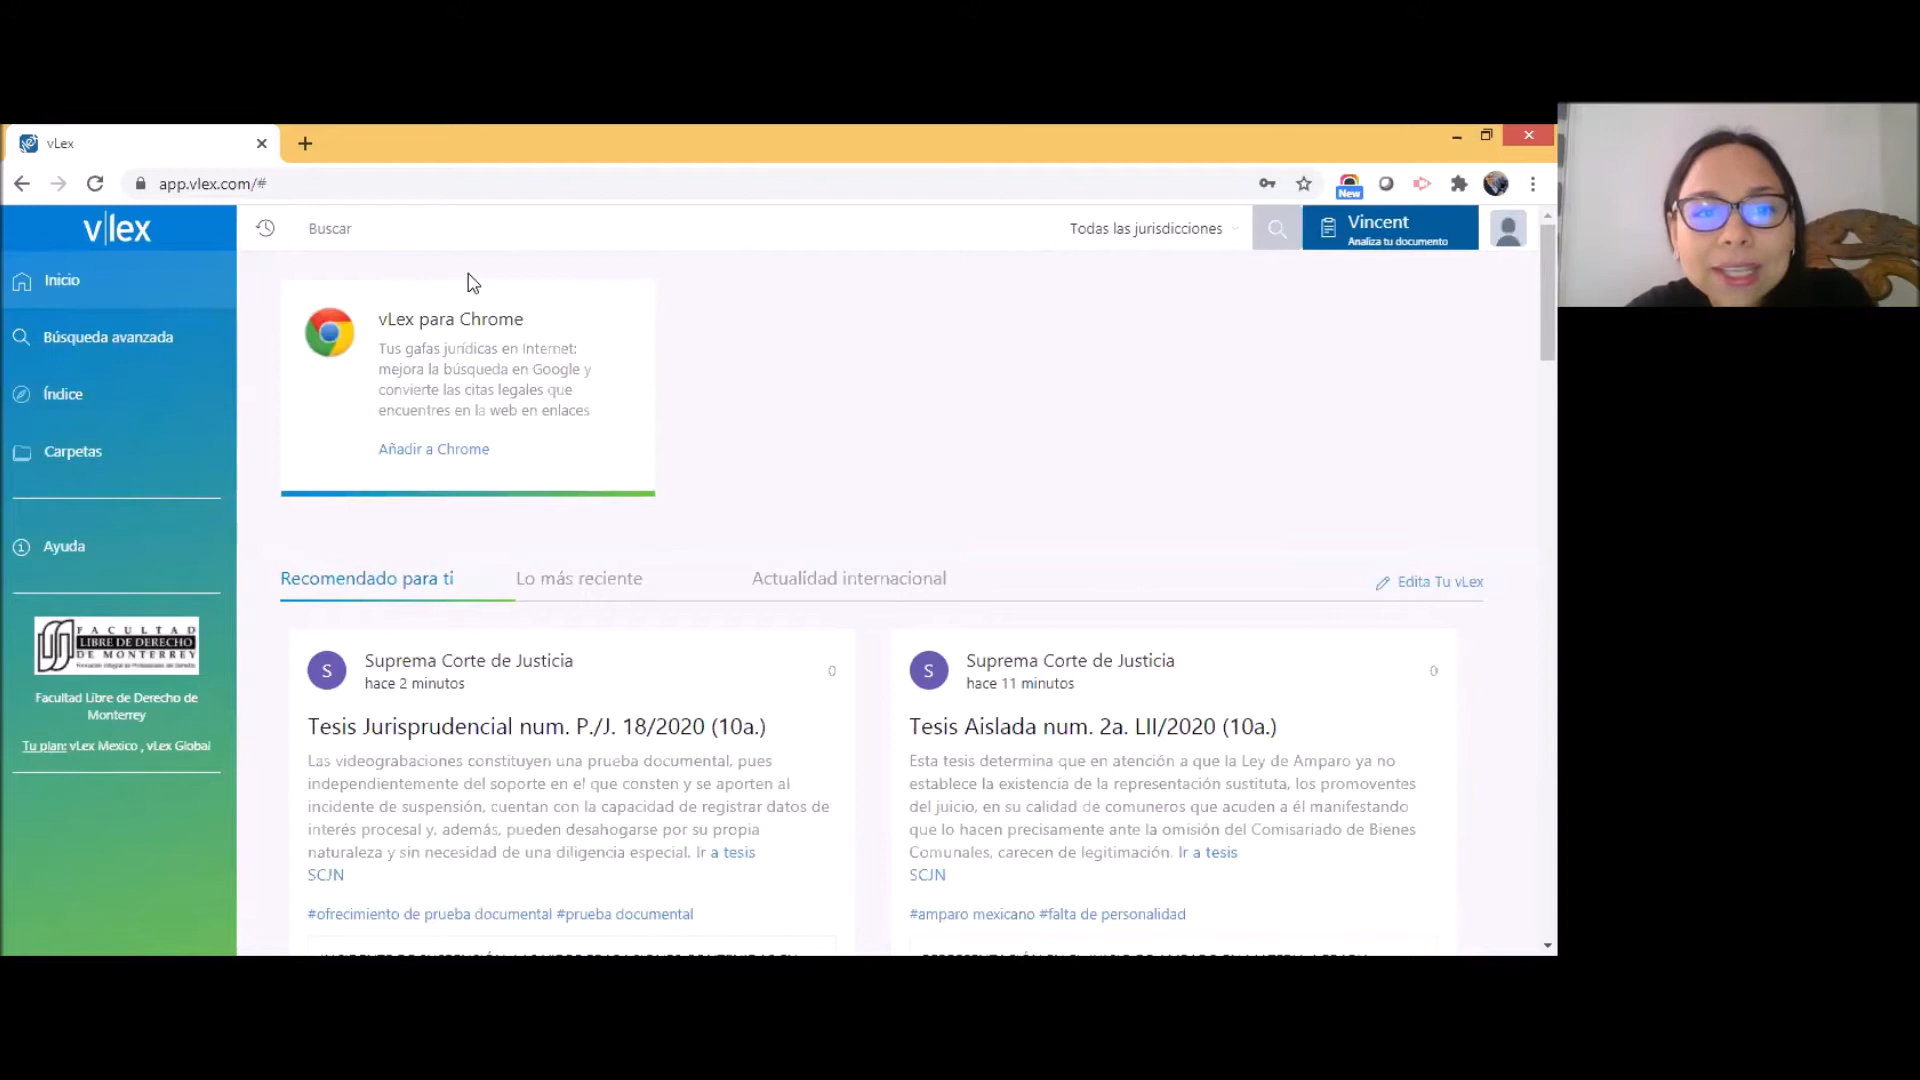 vLex
app.vlex.com/#
New
v|lex
Buscar
Todas las jurisdicciones
Vincent
Analiza tu documento
Inicio
Búsqueda avanzada
Índice
Carpetas
Ayuda
FACULTAD
LIBRE DE DERECHO
DE MONTERREY
Facultad Libre de Derecho de
Monterrey
Tu plan: vLex Mexico , vLex Global
vLex para Chrome
Tus gafas jurídicas en Internet:
mejora la búsqueda en Google y
convierte las citas legales que
encuentres en la web en enlaces
Añadir a Chrome
Recomendado para ti
Lo más reciente
Actualidad internacional
Edita Tu vLex
S
Suprema Corte de Justicia
hace 2 minutos
0
Tesis Jurisprudencial num. P./J. 18/2020 (10a.)
Las videograbaciones constituyen una prueba documental, pues
independientemente del soporte en el que consten y se aporten al
incidente de suspensión, cuentan con la capacidad de registrar datos de
interés procesal y, además, pueden desahogarse por su propia
naturaleza y sin necesidad de una diligencia especial. Ir a tesis
SCJN
#ofrecimiento de prueba documental #prueba documental
S
Suprema Corte de Justicia
hace 11 minutos
0
Tesis Aislada num. 2a. LII/2020 (10a.)
Esta tesis determina que en atención a que la Ley de Amparo ya no
establece la existencia de la representación sustituta, los promoventes
del juicio, en su calidad de comuneros que acuden a él manifestando
que lo hacen precisamente ante la omisión del Comisariado de Bienes
Comunales, carecen de legitimación. Ir a tesis
SCJN
#amparo mexicano #falta de personalidad